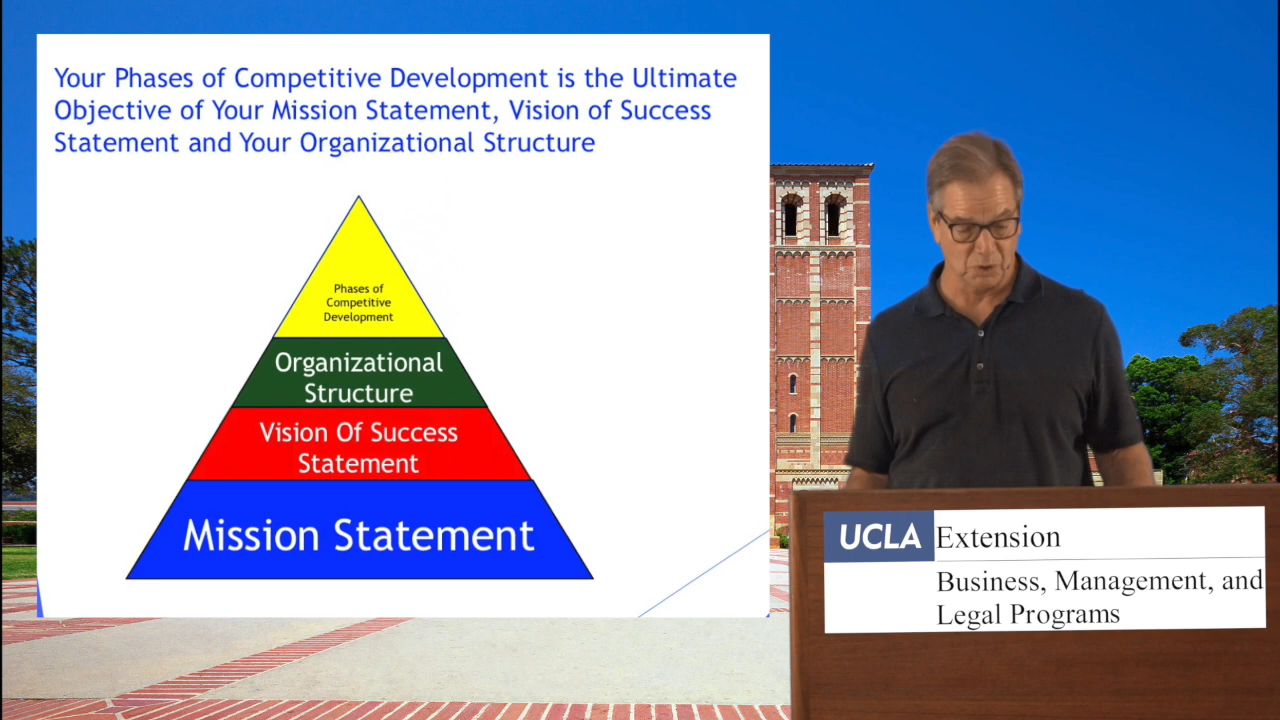 Your Phases of Competitive Development is the Ultimate
Objective of Your Mission Statement, Vision of Success
Statement and Your Organizational Structure
Phases of
Competitive
Development
Organizational
Structure
Vision Of Success
Statement
Mission Statement
UCLA Extension
Business, Management, and
Legal Programs